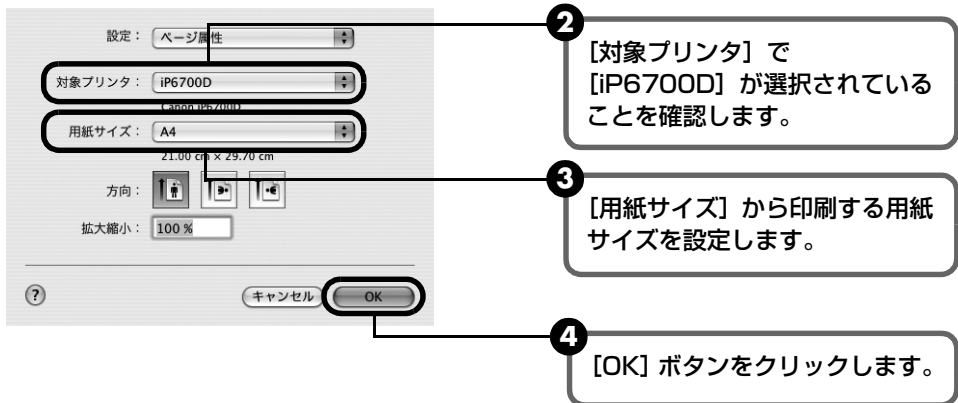 設定： ページ属性
対象プリンタ： iP6700D
Canon iP6700D
用紙サイズ： A4
21.00 cm × 29.70 cm
方向：
拡大縮小： 100 %
? キャンセル OK
2
［対象プリンタ］で
［iP6700D］が選択されている
ことを確認します。
3
［用紙サイズ］から印刷する用紙
サイズを設定します。
4
［OK］ボタンをクリックします。